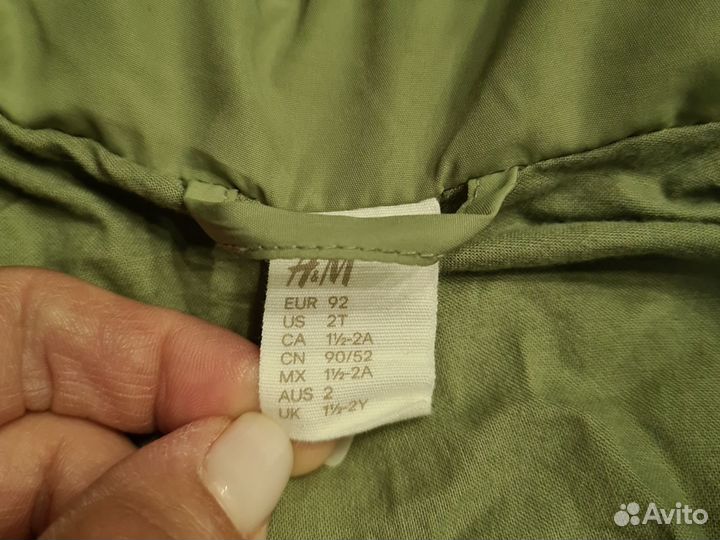 H&M
EUR 92
US 2T
CA 1½-2A
CN 90/52
MX 1½-2A
AUS 2
UK 1½-2Y
Avito